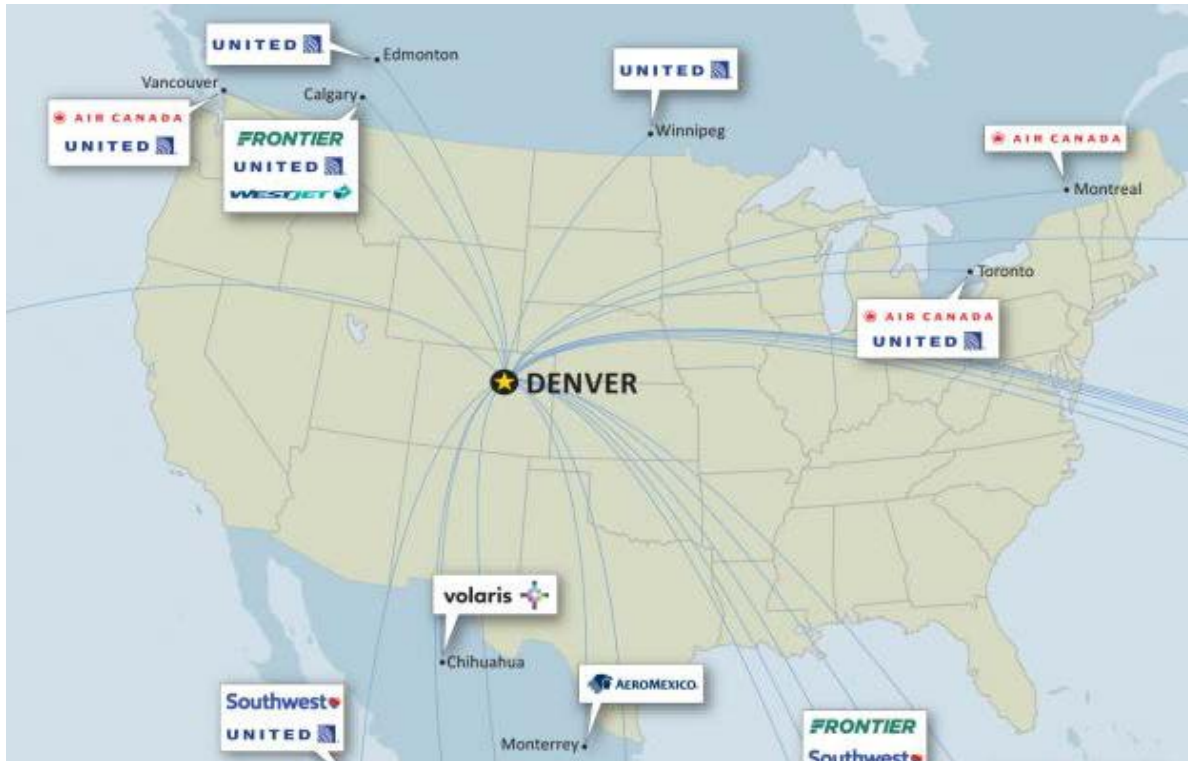 UNITED
Edmonton
UNITED
Vancouver
Calgary
AIR CANADA
UNITED
FRONTIER
UNITED
WESTJET
Winnipeg
AIR CANADA
Montreal
Toronto
AIR CANADA
UNITED
DENVER
volaris
Chihuahua
AEROMEXICO
Southwest
UNITED
Monterrey
FRONTIER
Southwest